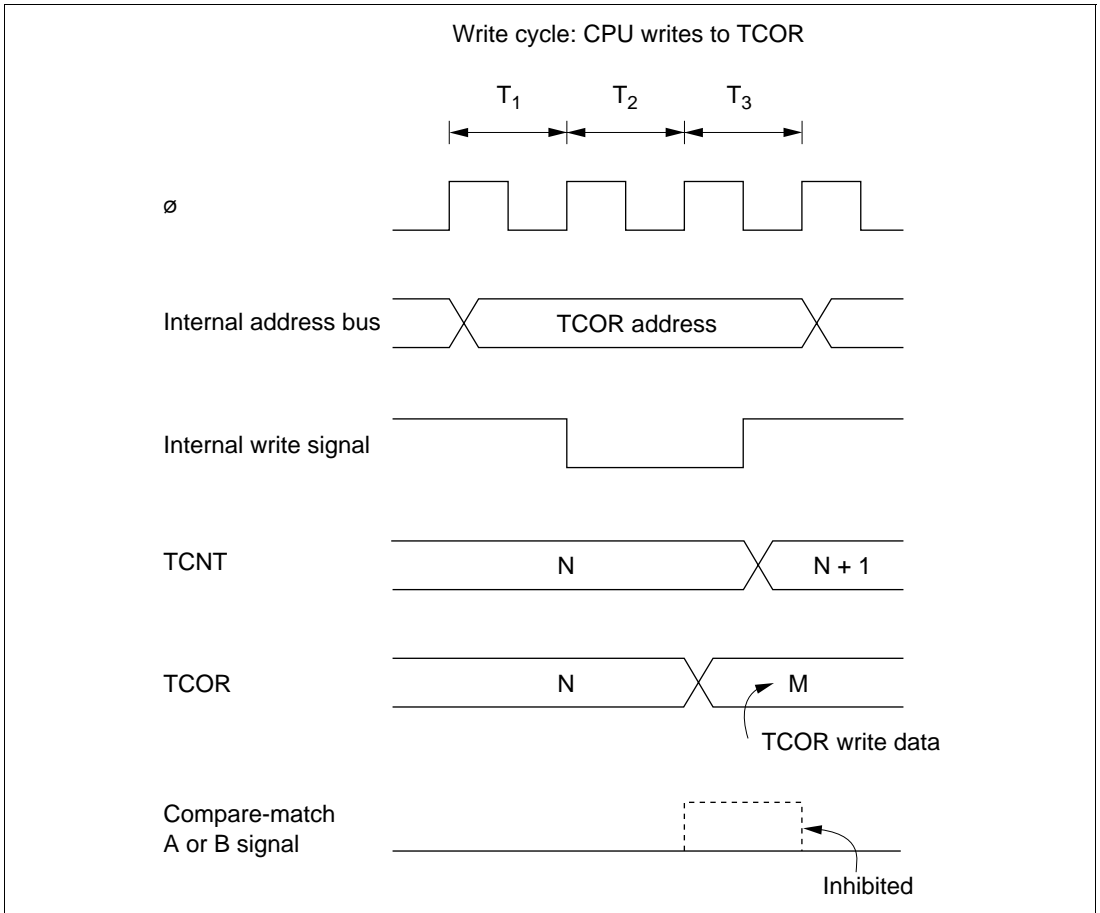 Write cycle: CPU writes to TCOR
T1 T2 T3
ø
Internal address bus
TCOR address
Internal write signal
TCNT
N
N + 1
TCOR
N
M
TCOR write data
Compare-match
A or B signal
Inhibited